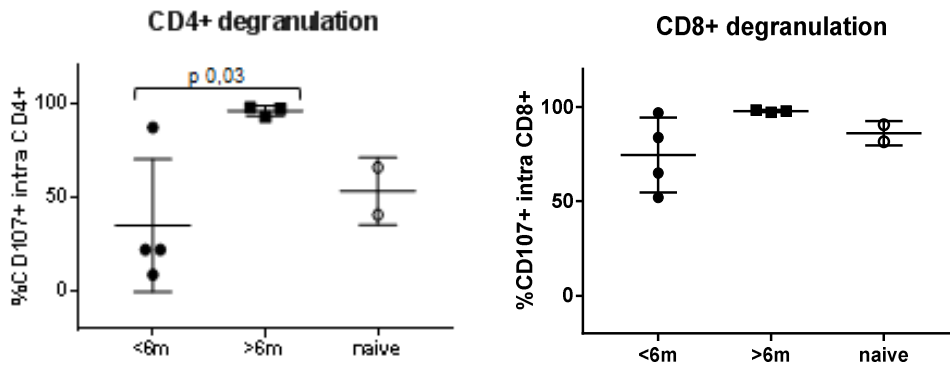 CD4+ degranulation
p 0,03
%CD107+ intra CD4+
100
50
0
<6m
>6m
naive
CD8+ degranulation
%CD107+ intra CD8+
100
50
0
<6m
>6m
naive